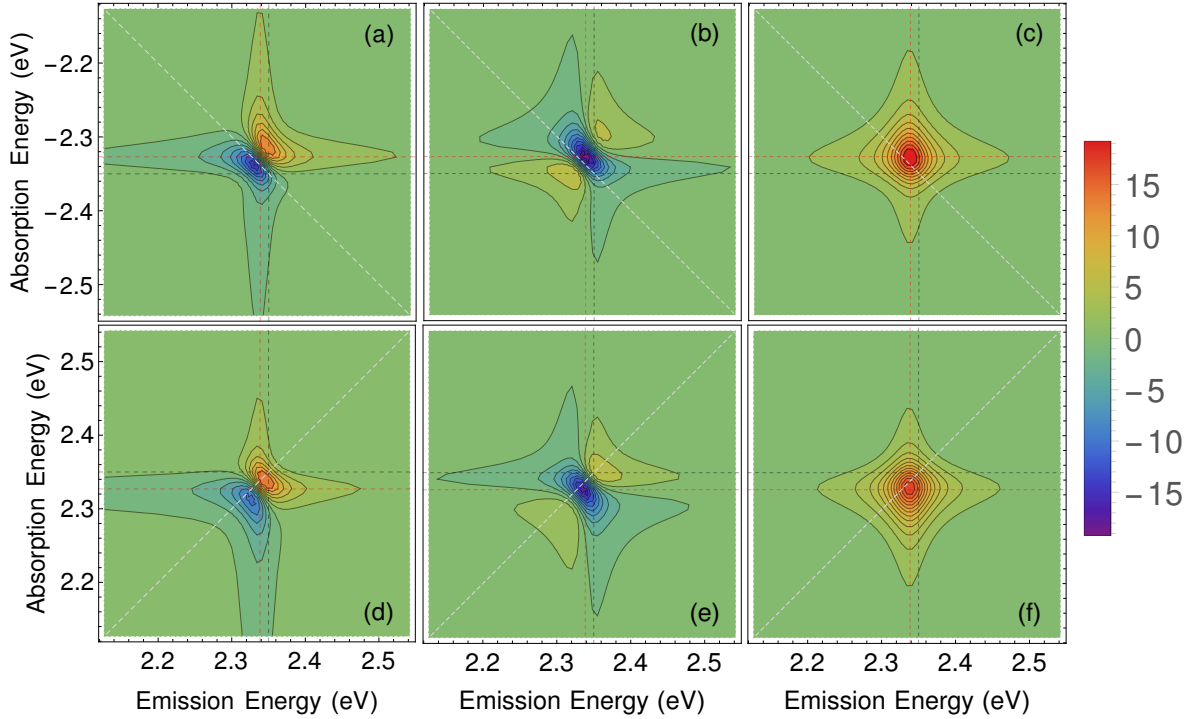 (a) (b) (c)
Absorption Energy (eV)
−2.2
−2.3
−2.4
−2.5
(d) (e) (f)
Absorption Energy (eV)
2.5
2.4
2.3
2.2
2.2 2.3 2.4 2.5 2.2 2.3 2.4 2.5 2.2 2.3 2.4 2.5
Emission Energy (eV) Emission Energy (eV) Emission Energy (eV)
15
10
5
0
−5
−10
−15